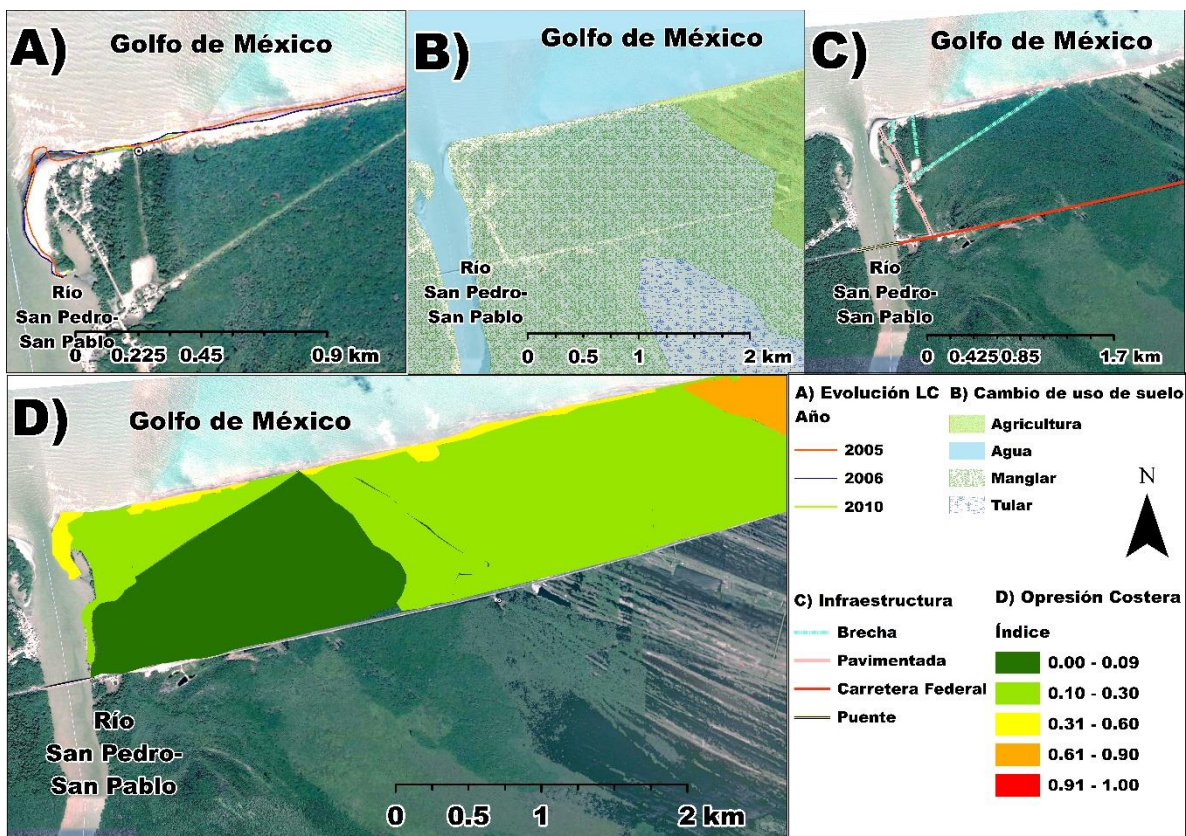 A)
Golfo de México
Río
San Pedro-
San Pablo
0 0.225 0.45 0.9 km
B)
Golfo de México
Río
San Pedro-
San Pablo
0 0.5 1 2 km
C)
Golfo de México
Río
San Pedro-
San Pablo
0 0.425 0.85 1.7 km
D)
Golfo de México
Río
San Pedro-
San Pablo
0 0.5 1 2 km
A) Evolución LC
Año
2005
2006
2010
B) Cambio de uso de suelo
Agricultura
Agua
Manglar
Tular
N
C) Infraestructura
Brecha
Pavimentada
Carretera Federal
Puente
D) Opresión Costera
Índice
0.00 - 0.09
0.10 - 0.30
0.31 - 0.60
0.61 - 0.90
0.91 - 1.00